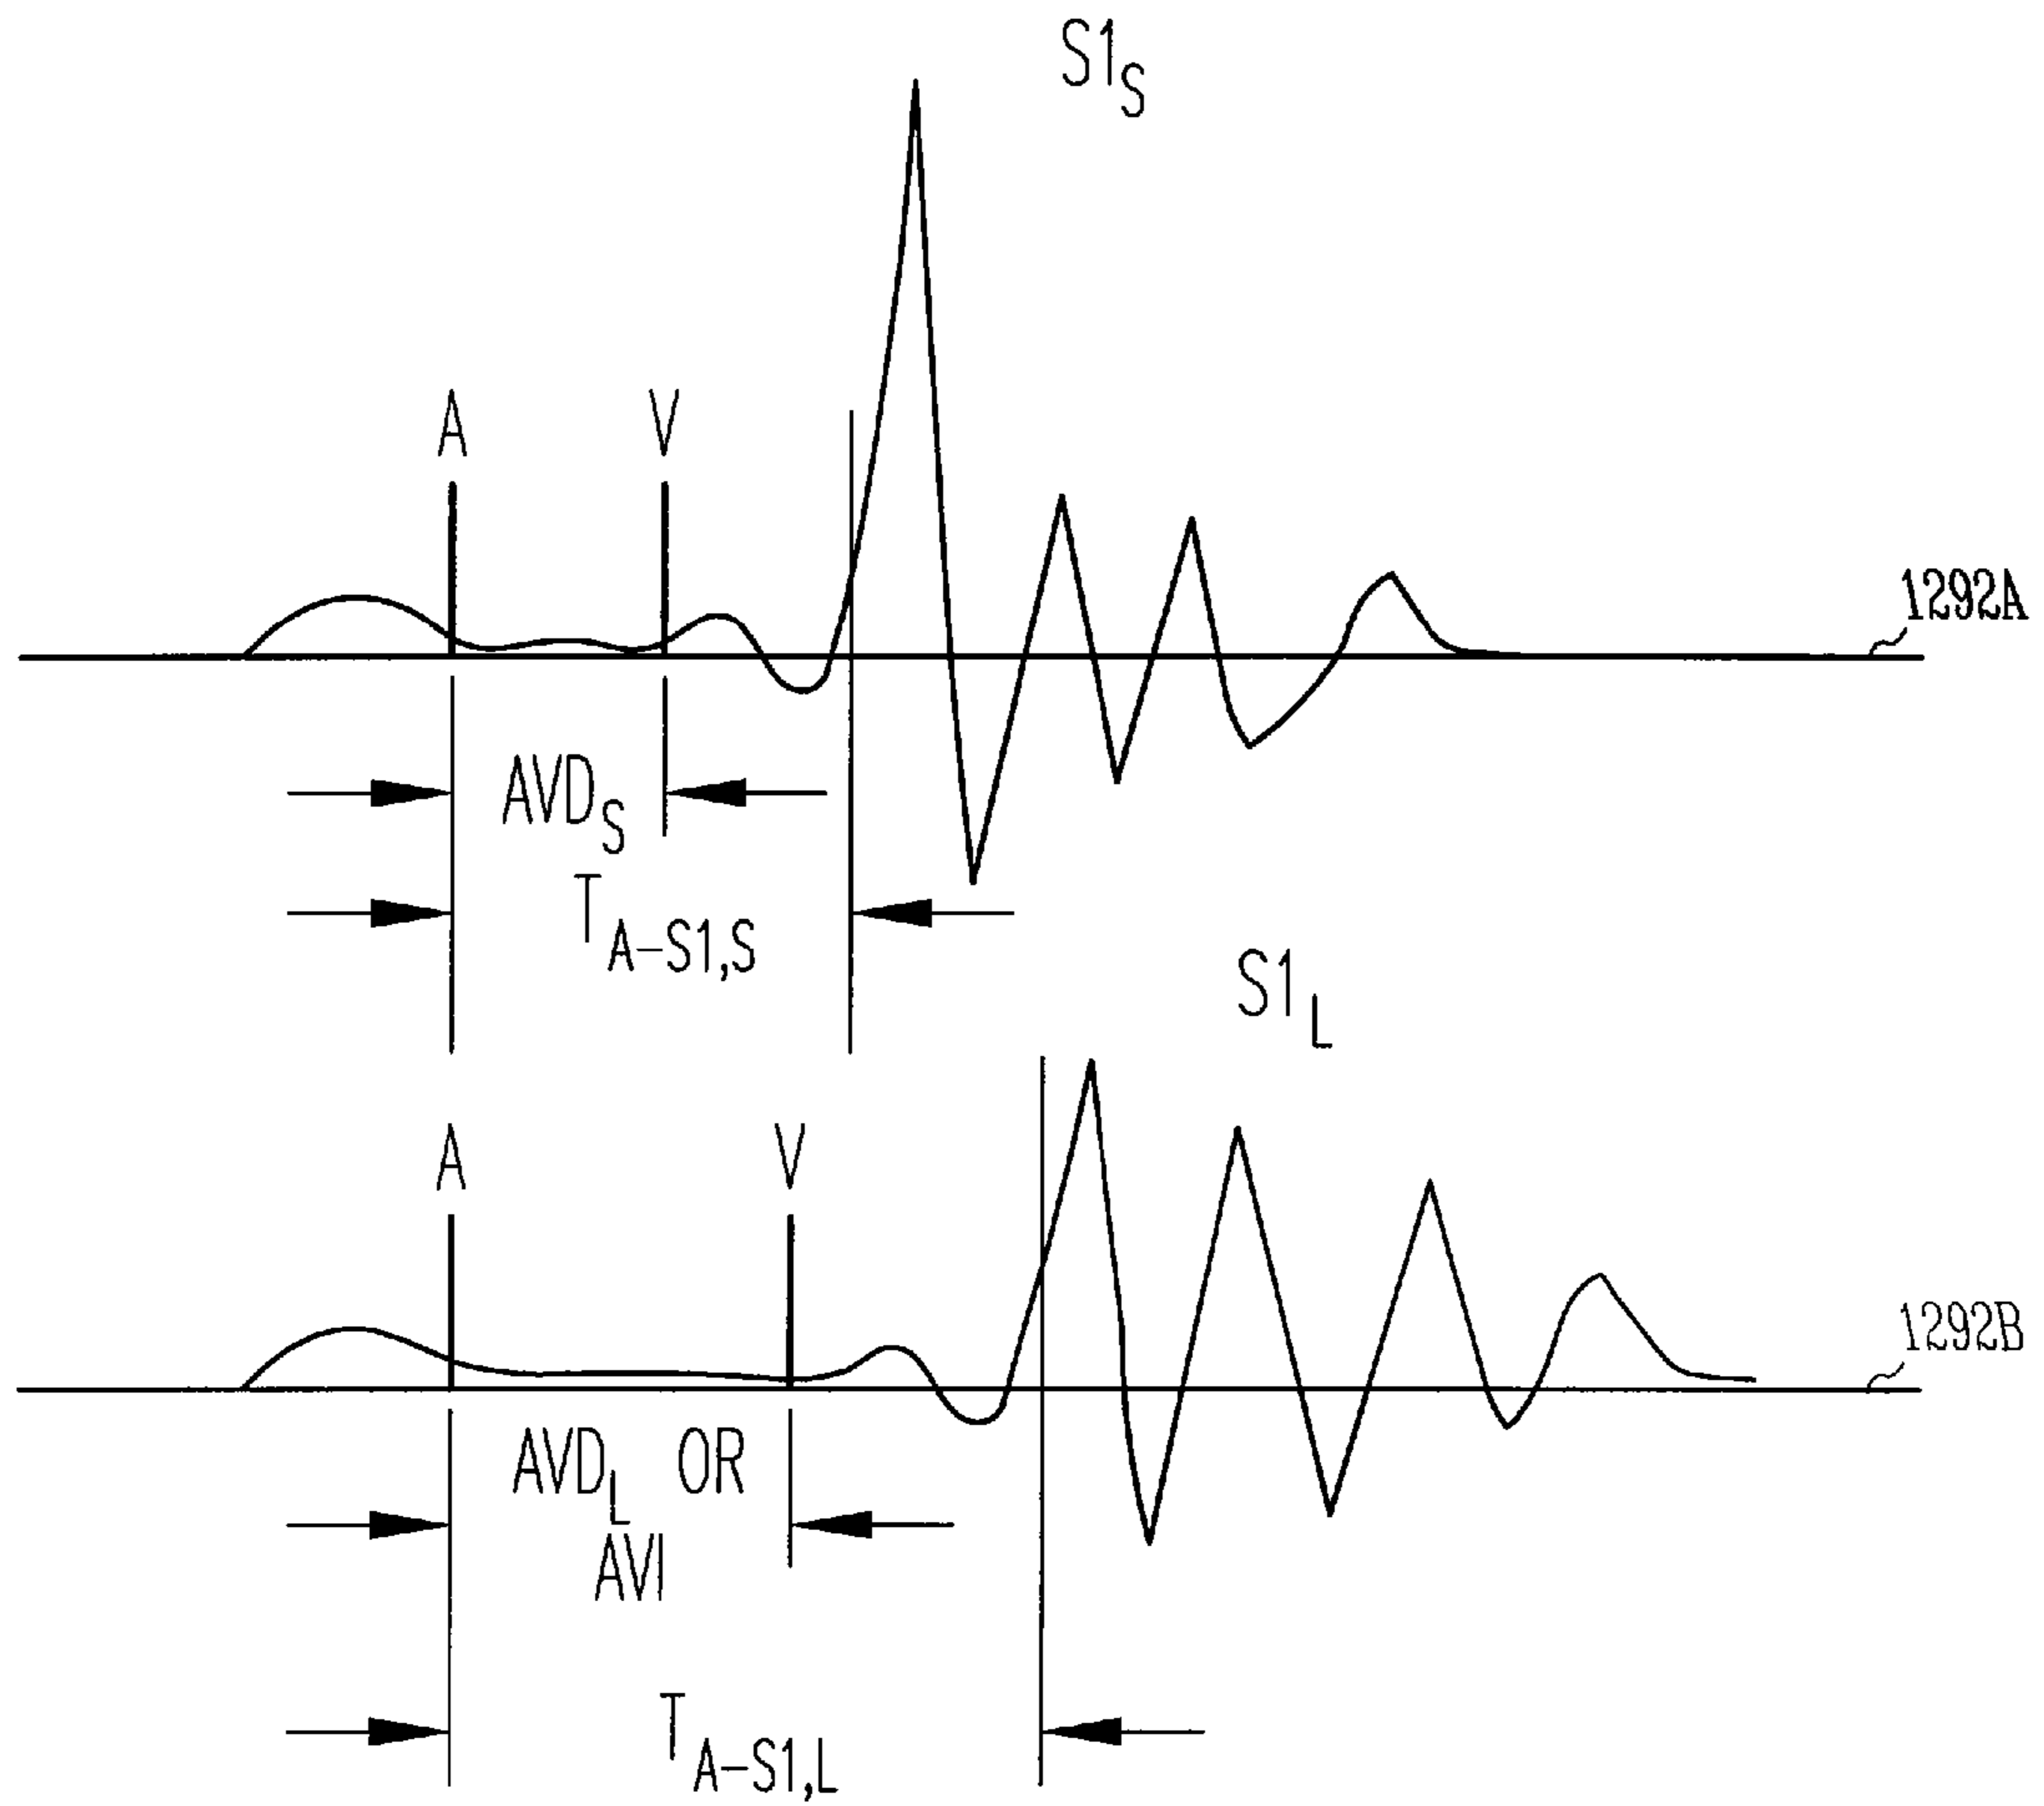 S1S
A V
1292A
AVDS
TA-S1,S
S1L
A V
1292B
AVDL OR
AVI
TA-S1,L